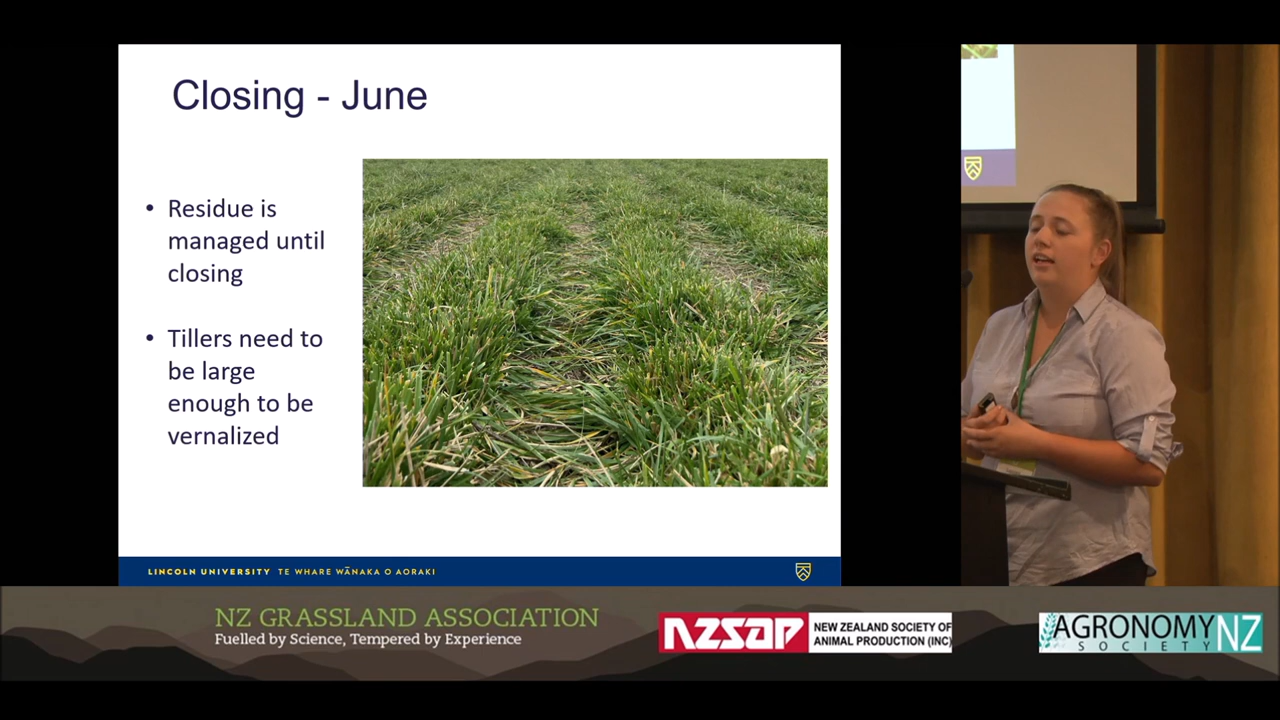 Closing - June
• Residue is
managed until
closing
• Tillers need to
be large
enough to be
vernalized
LINCOLN UNIVERSITY TE WHARE WĀNAKA O AORAKI
NZ GRASSLAND ASSOCIATION
Fuelled by Science, Tempered by Experience
NZSAP
NEW ZEALAND SOCIETY OF
ANIMAL PRODUCTION (INC)
AGRONOMY NZ
SOCIETY